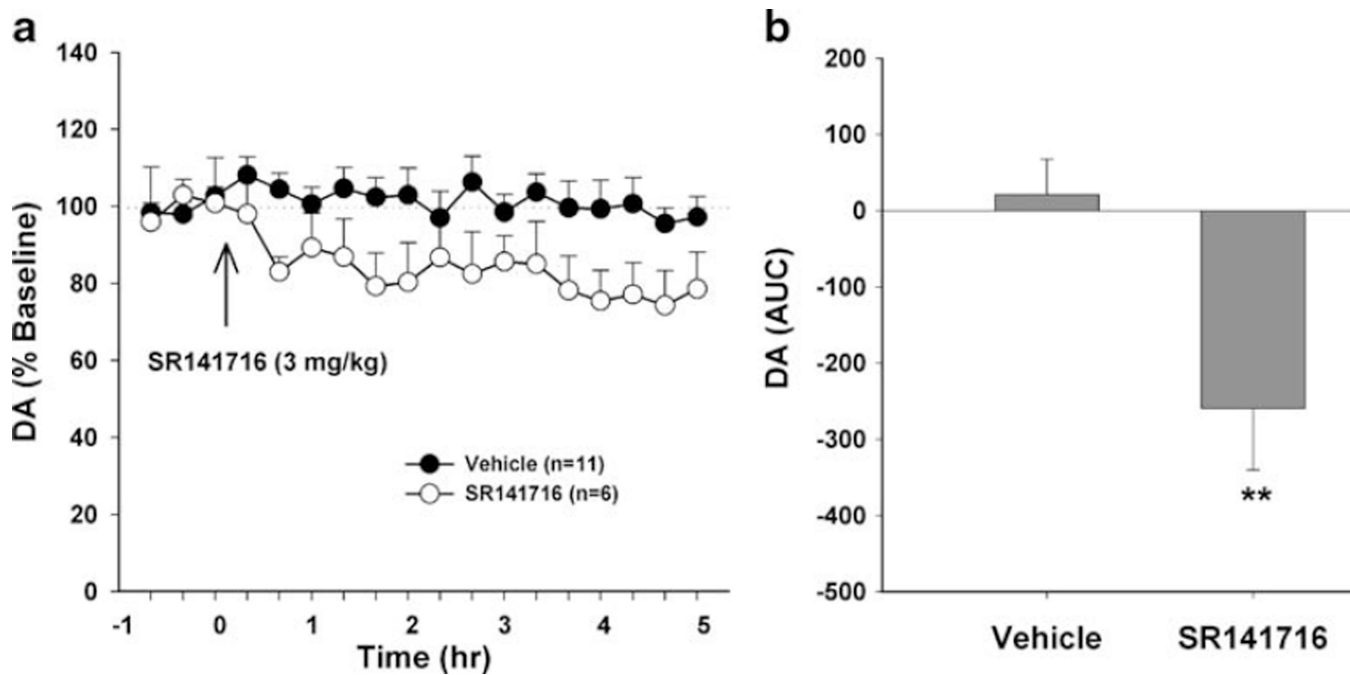 a
140
120
100
80
60
40
20
0
DA (% Baseline)
SR141716 (3 mg/kg)
Vehicle (n=11)
SR141716 (n=6)
-1 0 1 2 3 4 5
Time (hr)
b
200
100
0
-100
-200
-300
-400
-500
DA (AUC)
**
Vehicle SR141716